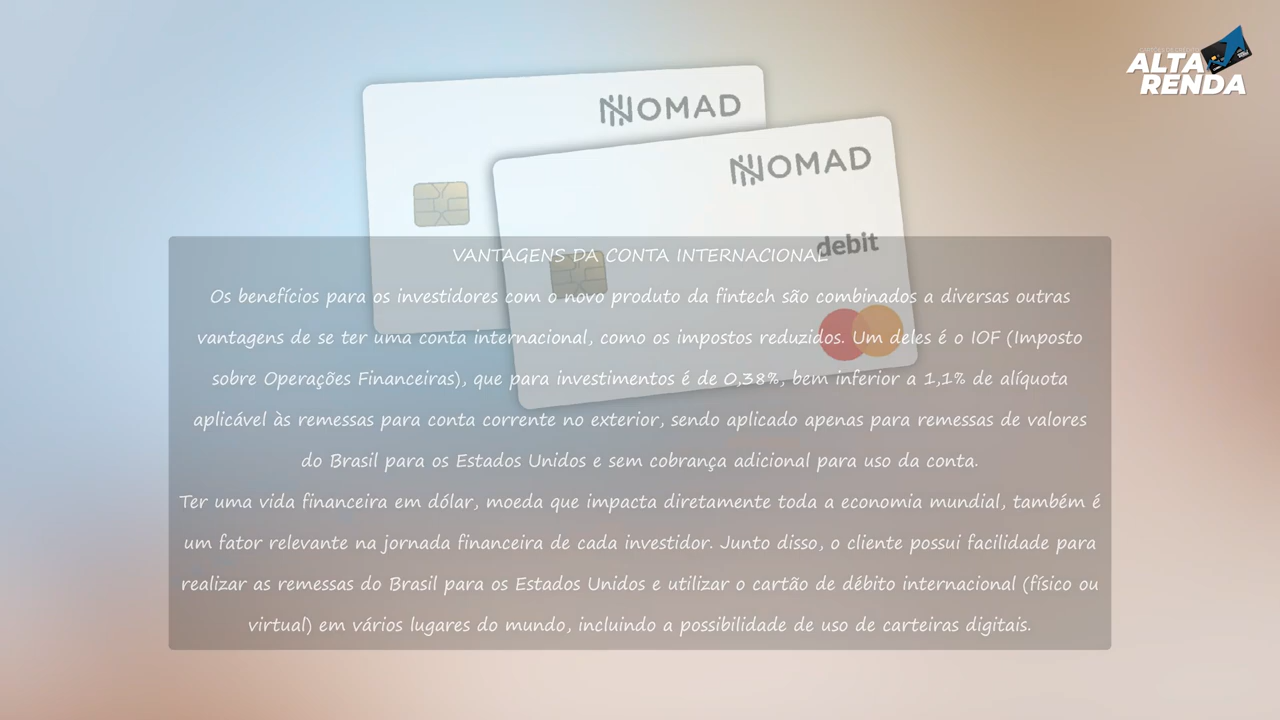 CARTÕES DE CRÉDITO
ALTA
RENDA
NOMAD
NOMAD
debit
VANTAGENS DA CONTA INTERNACIONAL
Os benefícios para os investidores com o novo produto da fintech são combinados a diversas outras
vantagens de se ter uma conta internacional, como os impostos reduzidos. Um deles é o IOF (Imposto
sobre Operações Financeiras), que para investimentos é de 0,38%, bem inferior a 1,1% de alíquota
aplicável às remessas para conta corrente no exterior, sendo aplicado apenas para remessas de valores
do Brasil para os Estados Unidos e sem cobrança adicional para uso da conta.
Ter uma vida financeira em dólar, moeda que impacta diretamente toda a economia mundial, também é
um fator relevante na jornada financeira de cada investidor. Junto disso, o cliente possui facilidade para
realizar as remessas do Brasil para os Estados Unidos e utilizar o cartão de débito internacional (físico ou
virtual) em vários lugares do mundo, incluindo a possibilidade de uso de carteiras digitais.